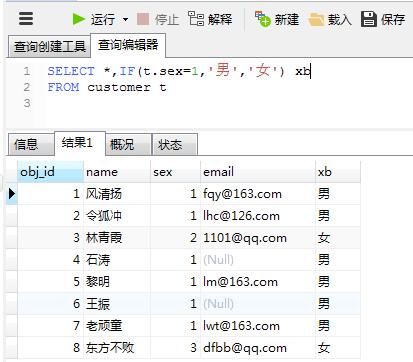 运行 停止 解释 新建 载入 保存
查询创建工具 查询编辑器
1 SELECT *,IF(t.sex=1,'男','女') xb
2 FROM customer t
3
信息 结果1 概况 状态
obj_id name sex email xb
1 风清扬 1 fqy@163.com 男
2 令狐冲 1 lhc@126.com 男
3 林青霞 2 1101@qq.com 女
4 石涛 1 (Null) 男
5 黎明 1 lm@163.com 男
6 王振 1 (Null) 男
7 老顽童 1 lwt@163.com 男
8 东方不败 3 dfbb@qq.com 女